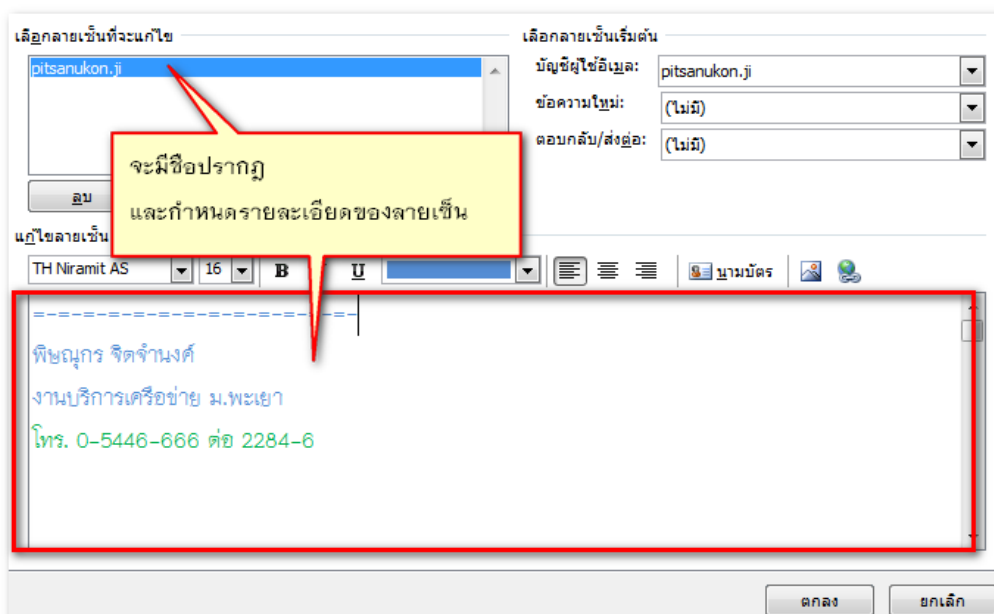 เลือกลายเซ็นที่จะแก้ไข
pitsanukon.ji
ลบ
เลือกลายเซ็นเริ่มต้น
บัญชีผู้ใช้อีเมล: pitsanukon.ji
ข้อความใหม่: (ไม่มี)
ตอบกลับ/ส่งต่อ: (ไม่มี)
จะมีชื่อปรากฏ
และกำหนดรายละเอียดของลายเซ็น
แก้ไขลายเซ็น
TH Niramit AS 16 B U นามบัตร
=-=-=-=-=-=-=-=-=-=-=-=-=-
พิษณุกร จิตจำนงค์
งานบริการเครือข่าย ม.พะเยา
โทร. 0-5446-666 ต่อ 2284-6
ตกลง ยกเลิก